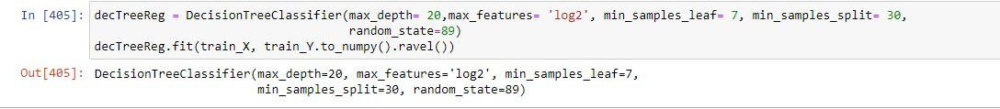 In [405]: decTreeReg = DecisionTreeClassifier(max_depth= 20,max_features= 'log2', min_samples_leaf= 7, min_samples_split= 30,
random_state=89)
decTreeReg.fit(train_X, train_Y.to_numpy().ravel())
Out[405]: DecisionTreeClassifier(max_depth=20, max_features='log2', min_samples_leaf=7,
min_samples_split=30, random_state=89)